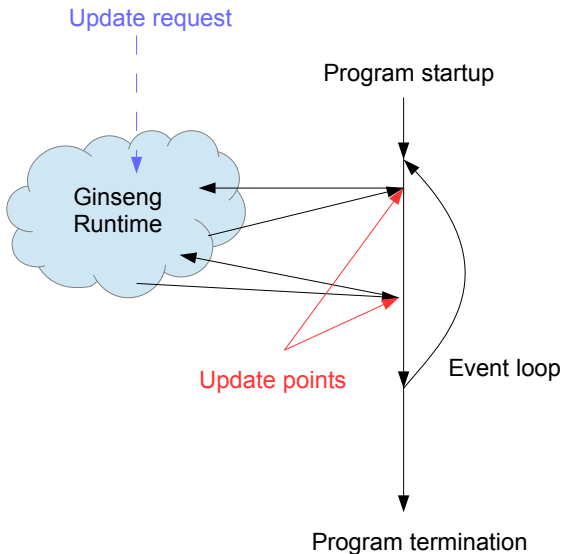 Update request
Program startup
Ginseng
Runtime
Update points
Event loop
Program termination